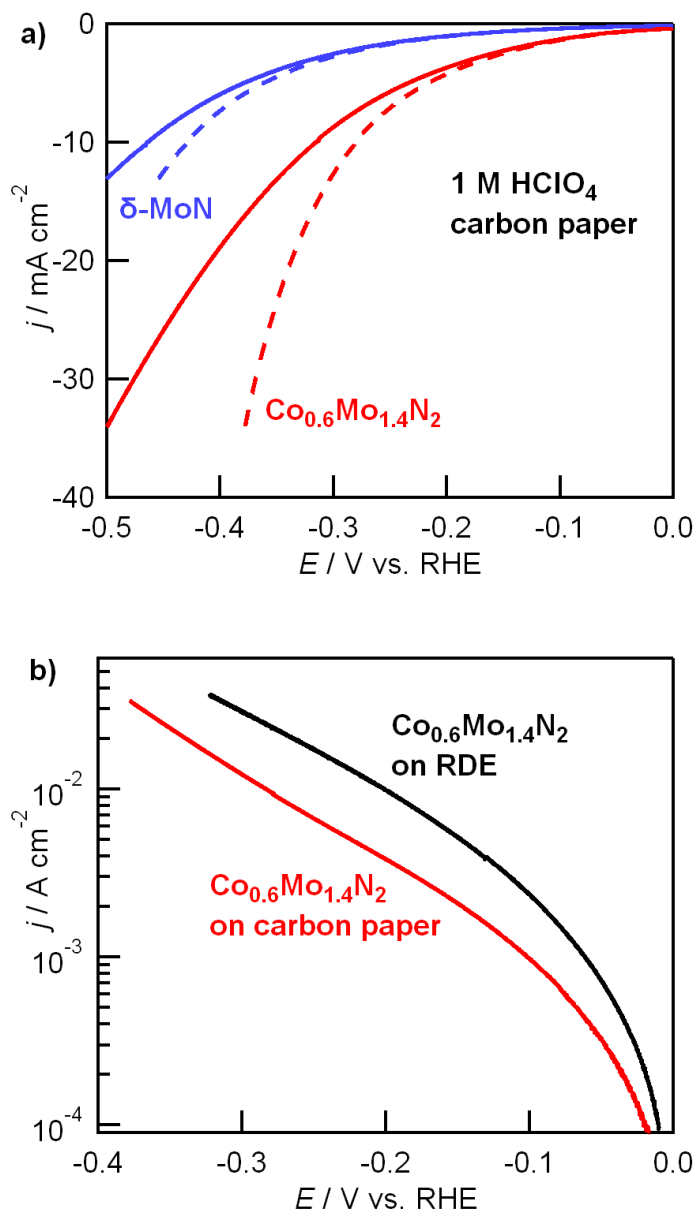 a)
0
-10
-20
-30
-40
j / mA cm⁻²
δ-MoN
1 M HClO₄
carbon paper
Co₀.₆Mo₁.₄N₂
-0.5 -0.4 -0.3 -0.2 -0.1 0.0
E / V vs. RHE
b)
10⁻²
10⁻³
10⁻⁴
j / A cm⁻²
Co₀.₆Mo₁.₄N₂
on RDE
Co₀.₆Mo₁.₄N₂
on carbon paper
-0.4 -0.3 -0.2 -0.1 0.0
E / V vs. RHE